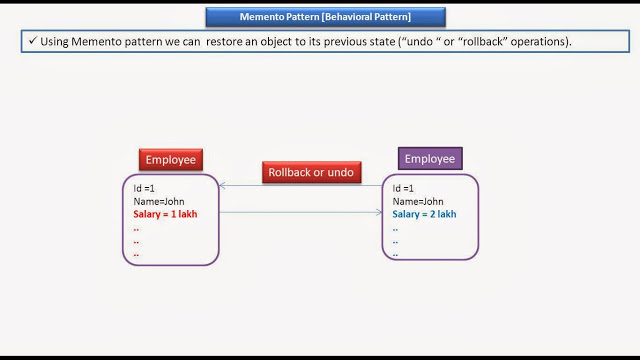 Memento Pattern [Behavioral Pattern]
✓ Using Memento pattern we can restore an object to its previous state (“undo “ or “rollback” operations).
Employee
Employee
Rollback or undo
Id =1
Name=John
Salary = 1 lakh
..
..
..
Id =1
Name=John
Salary = 2 lakh
..
..
..